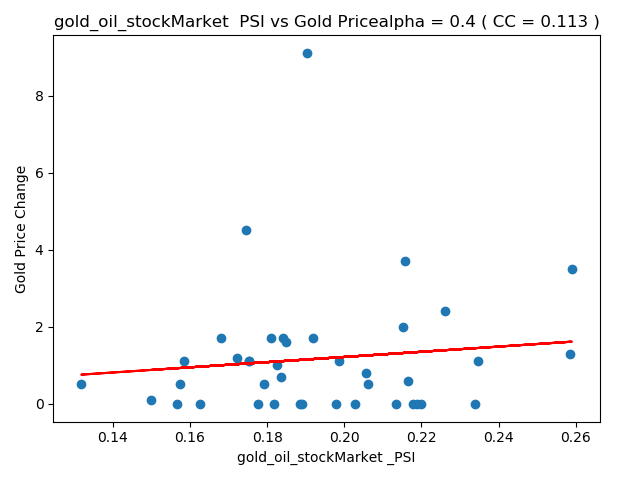 gold_oil_stockMarket  PSI vs Gold Pricealpha = 0.4 ( CC = 0.113 )
Gold Price Change
8
6
4
2
0
0.14 0.16 0.18 0.20 0.22 0.24 0.26
gold_oil_stockMarket _PSI